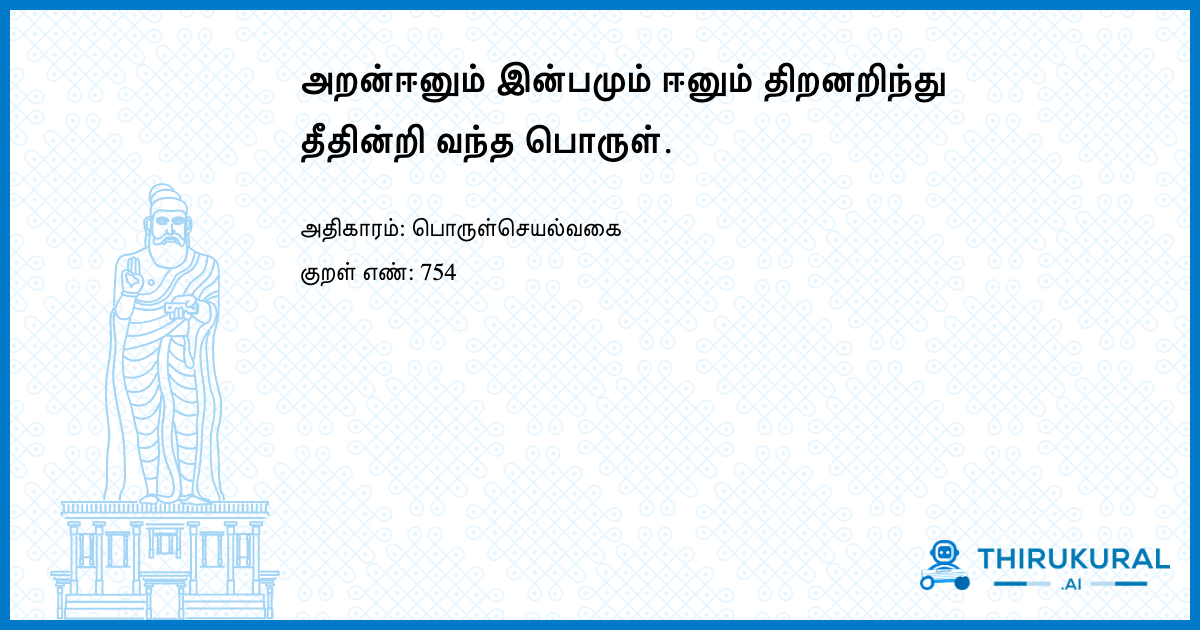 அறன்ஈனும் இன்பமும் ஈனும் திறனறிந்து
தீதின்றி வந்த பொருள்.
அதிகாரம்: பொருள்செயல்வகை
குறள் எண்: 754
THIRUKURAL
.AI